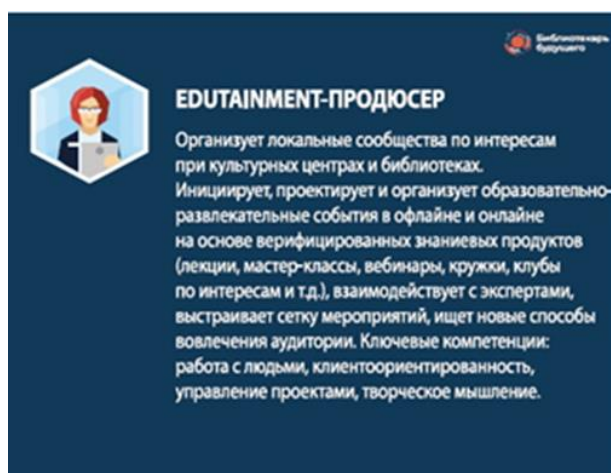 Библиотекарь
будущего
EDUTAINMENT-ПРОДЮСЕР
Организует локальные сообщества по интересам
при культурных центрах и библиотеках.
Инициирует, проектирует и организует образовательно-
развлекательные события в офлайне и онлайне
на основе верифицированных знаниевых продуктов
(лекции, мастер-классы, вебинары, кружки, клубы
по интересам и т.д.), взаимодействует с экспертами,
выстраивает сетку мероприятий, ищет новые способы
вовлечения аудитории. Ключевые компетенции:
работа с людьми, клиентоориентированность,
управление проектами, творческое мышление.